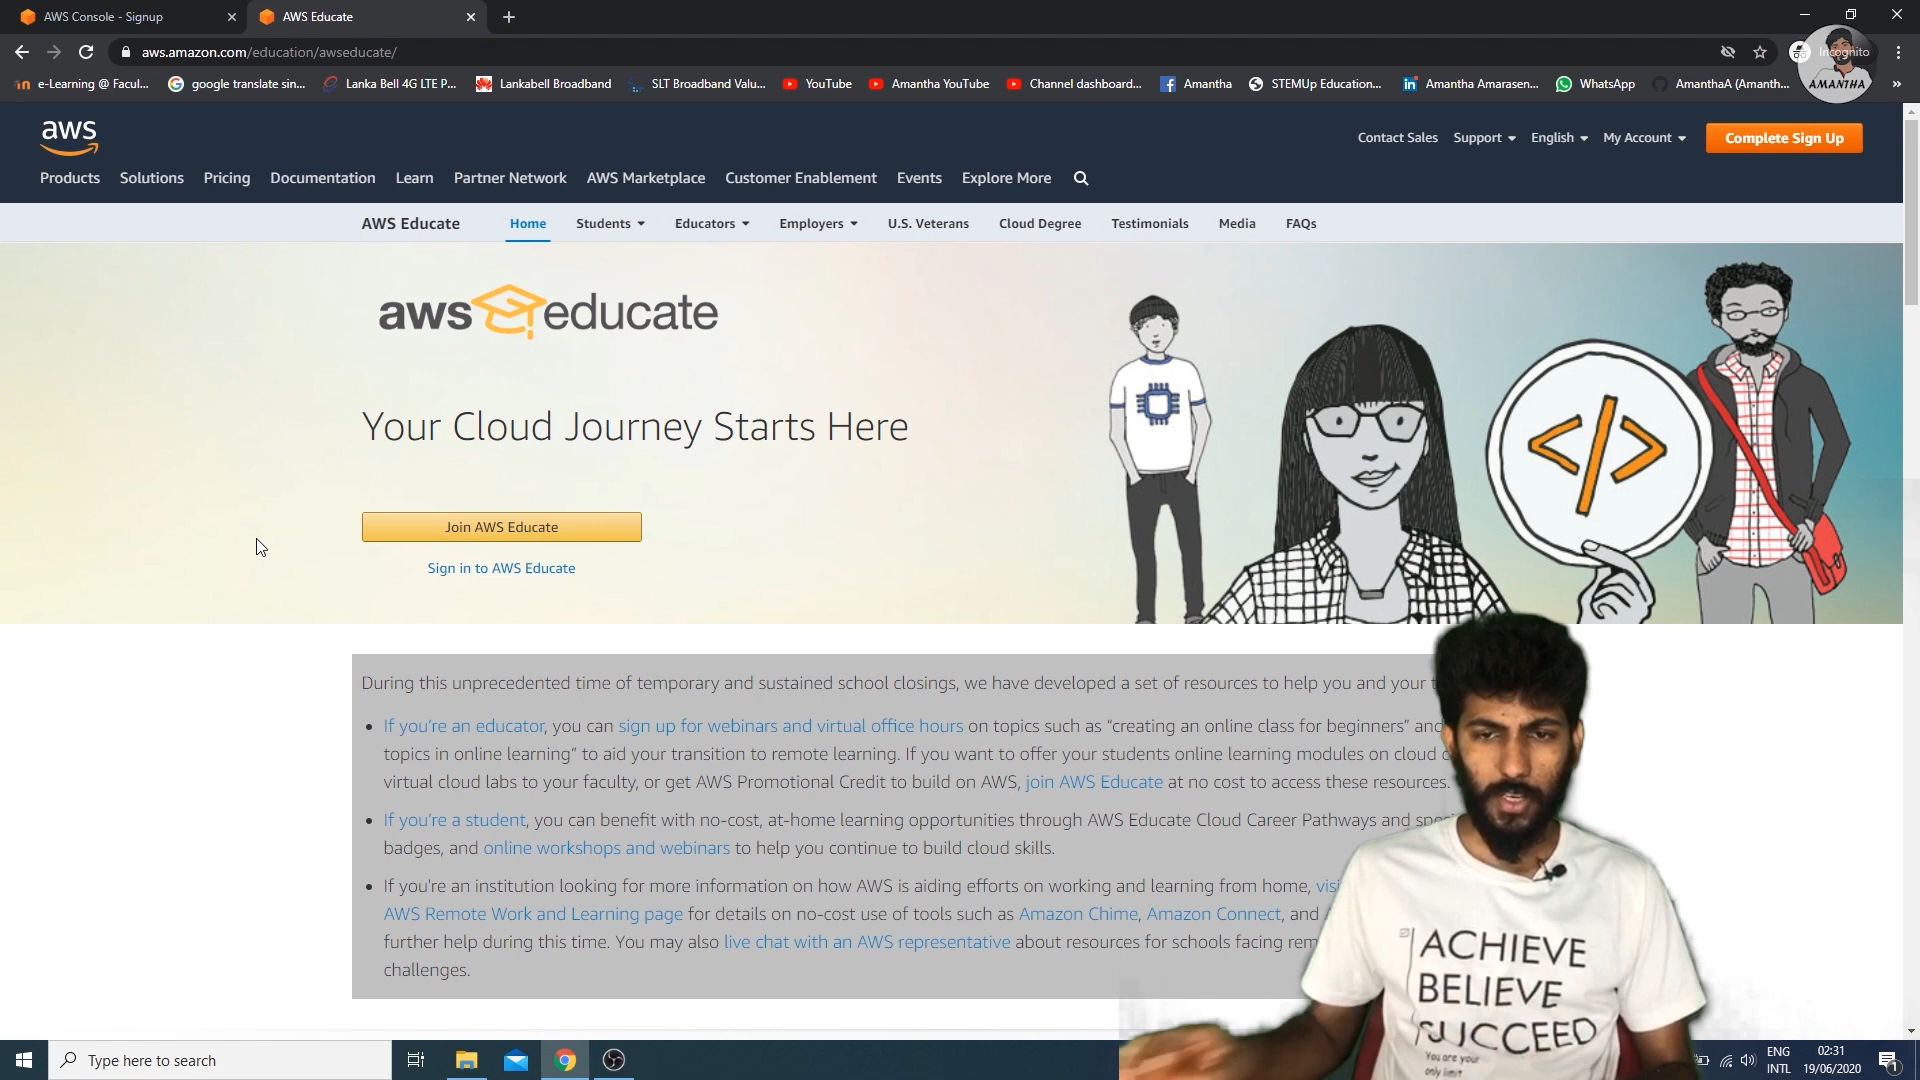 AWS Console - Signup
AWS Educate
aws.amazon.com/education/awseducate/
Incognito
e-Learning @ Facul...
google translate sin...
Lanka Bell 4G LTE P...
Lankabell Broadband
SLT Broadband Valu...
YouTube
Amantha YouTube
Channel dashboard...
Amantha
STEMUp Education...
Amantha Amarasen...
WhatsApp
AmanthaA (Amanth...
AMANTHA
aws
Contact Sales
Support
English
My Account
Complete Sign Up
Products
Solutions
Pricing
Documentation
Learn
Partner Network
AWS Marketplace
Customer Enablement
Events
Explore More
AWS Educate
Home
Students
Educators
Employers
U.S. Veterans
Cloud Degree
Testimonials
Media
FAQs
aws educate
Your Cloud Journey Starts Here
</>
Join AWS Educate
Sign in to AWS Educate
During this unprecedented time of temporary and sustained school closings, we have developed a set of resources to help you and your
If you're an educator, you can sign up for webinars and virtual office hours on topics such as “creating an online class for beginners” and
topics in online learning” to aid your transition to remote learning. If you want to offer your students online learning modules on cloud
virtual cloud labs to your faculty, or get AWS Promotional Credit to build on AWS, join AWS Educate at no cost to access these resources.
If you're a student, you can benefit with no-cost, at-home learning opportunities through AWS Educate Cloud Career Pathways and
badges, and online workshops and webinars to help you continue to build cloud skills.
If you're an institution looking for more information on how AWS is aiding efforts on working and learning from home,
AWS Remote Work and Learning page for details on no-cost use of tools such as Amazon Chime, Amazon Connect, and
further help during this time. You may also live chat with an AWS representative about resources for schools facing
challenges.
ACHIEVE
BELIEVE
SUCCEED
You are your
only limit
Type here to search
ENG
INTL
02:31
19/06/2020
1